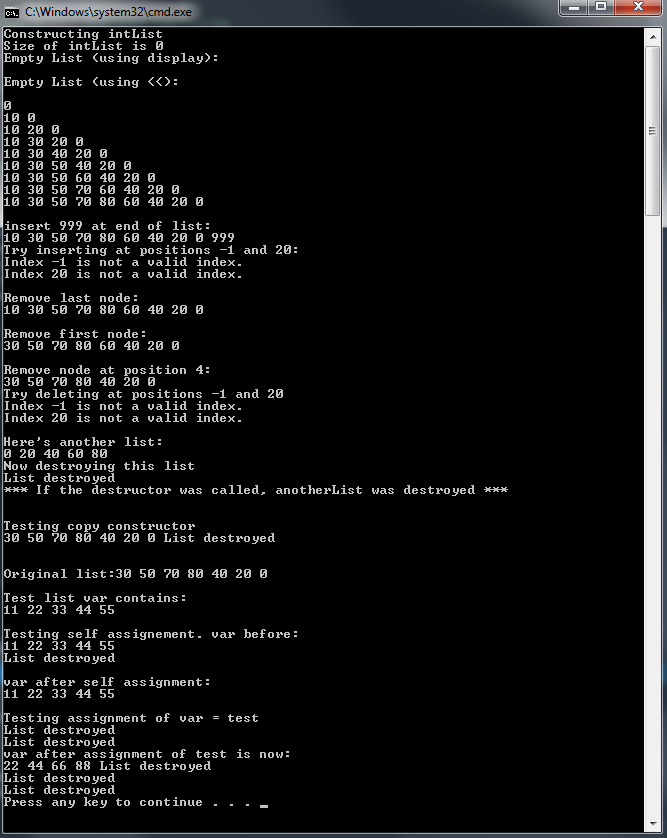 C:\Windows\system32\cmd.exe
Constructing intList
Size of intList is 0
Empty List (using display):
Empty List (using <<):
0
10 0
10 20 0
10 30 20 0
10 30 40 20 0
10 30 50 40 20 0
10 30 50 60 40 20 0
10 30 50 70 60 40 20 0
10 30 50 70 80 60 40 20 0
insert 999 at end of list:
10 30 50 70 80 60 40 20 0 999
Try inserting at positions -1 and 20:
Index -1 is not a valid index.
Index 20 is not a valid index.
Remove last node:
10 30 50 70 80 60 40 20 0
Remove first node:
30 50 70 80 60 40 20 0
Remove node at position 4:
30 50 70 80 40 20 0
Try deleting at positions -1 and 20
Index -1 is not a valid index.
Index 20 is not a valid index.
Here's another list:
0 20 40 60 80
Now destroying this list
List destroyed
*** If the destructor was called, anotherList was destroyed ***
Testing copy constructor
30 50 70 80 40 20 0 List destroyed
Original list:30 50 70 80 40 20 0
Test list var contains:
11 22 33 44 55
Testing self assignement. var before:
11 22 33 44 55
List destroyed
var after self assignment:
11 22 33 44 55
Testing assignment of var = test
List destroyed
List destroyed
var after assignment of test is now:
22 44 66 88 List destroyed
List destroyed
List destroyed
Press any key to continue . . . _